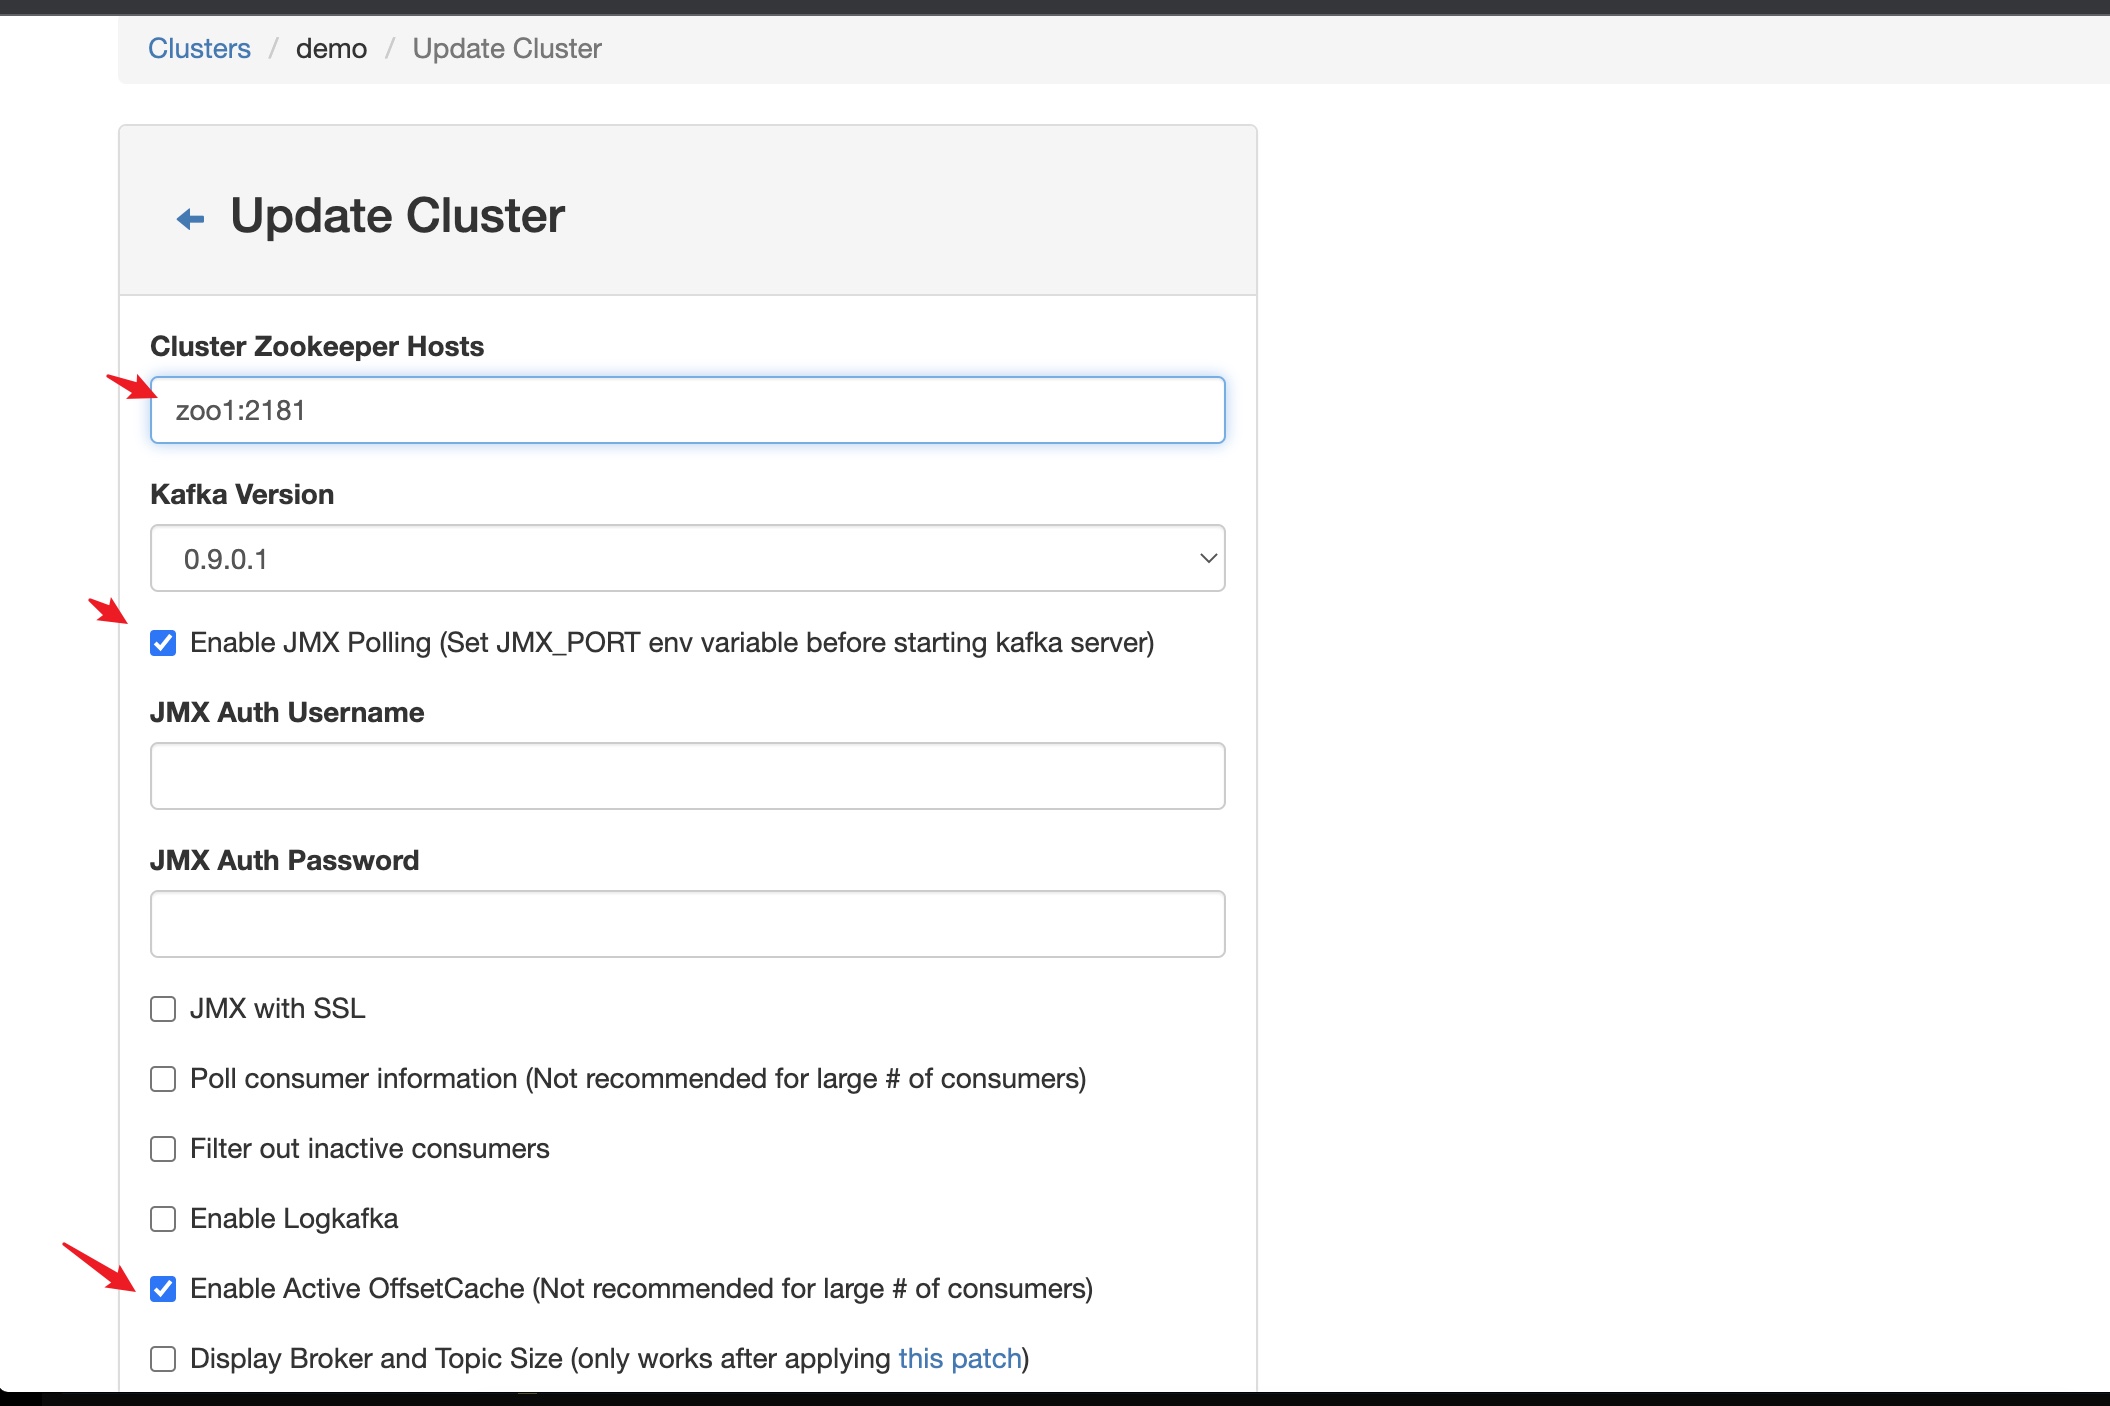 Clusters / demo / Update Cluster
Update Cluster
Cluster Zookeeper Hosts
zoo1:2181
Kafka Version
0.9.0.1
Enable JMX Polling (Set JMX_PORT env variable before starting kafka server)
JMX Auth Username
JMX Auth Password
JMX with SSL
Poll consumer information (Not recommended for large # of consumers)
Filter out inactive consumers
Enable Logkafka
Enable Active OffsetCache (Not recommended for large # of consumers)
Display Broker and Topic Size (only works after applying this patch)